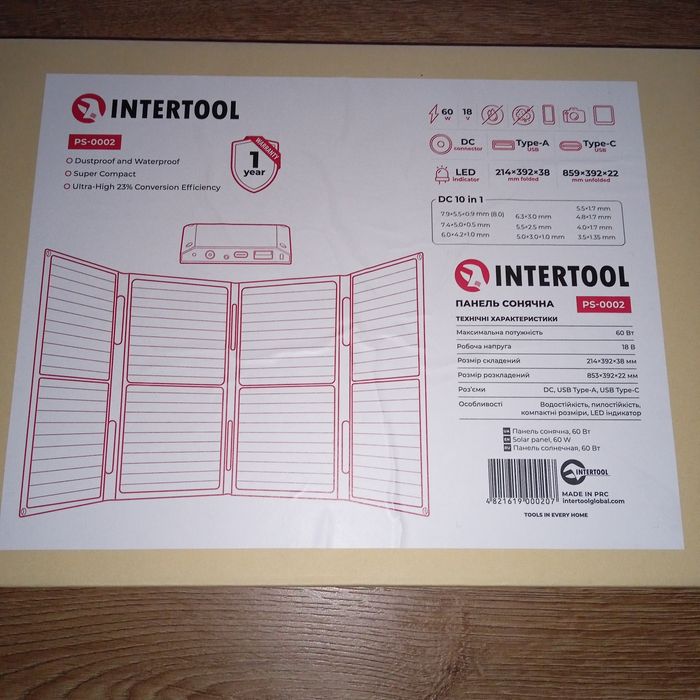 INTERTOOL
PS-0002
Dustproof and Waterproof
Super Compact
Ultra-High 23% Conversion Efficiency
WARRANTY
1
year
60 18
W V
DC Type-A Type-C
connector USB USB
LED 214×392×38 859×392×22
indicator mm folded mm unfolded
DC 10 in 1
7.9×5.5×0.9 mm (8.0) 6.3×3.0 mm 5.5×1.7 mm
7.4×5.0×0.5 mm 5.5×2.5 mm 4.8×1.7 mm
6.0×4.2×1.0 mm 5.0×3.0×1.0 mm 4.0×1.7 mm
3.5×1.35 mm
INTERTOOL
ПАНЕЛЬ СОНЯЧНА PS-0002
ТЕХНІЧНІ ХАРАКТЕРИСТИКИ
Максимальна потужність 60 Вт
Робоча напруга 18 В
Розмір складений 214×392×38 мм
Розмір розкладений 853×392×22 мм
Роз'єми DC, USB Type-A, USB Type-C
Особливості Водостійкість, пилостійкість,
компактні розміри, LED індикатор
UA Панель сонячна, 60 Вт
EN Solar panel, 60 W
RU Панель солнечная, 60 Вт
INTERTOOL
MADE IN PRC
intertoolglobal.com
4 821619 000207
TOOLS IN EVERY HOME